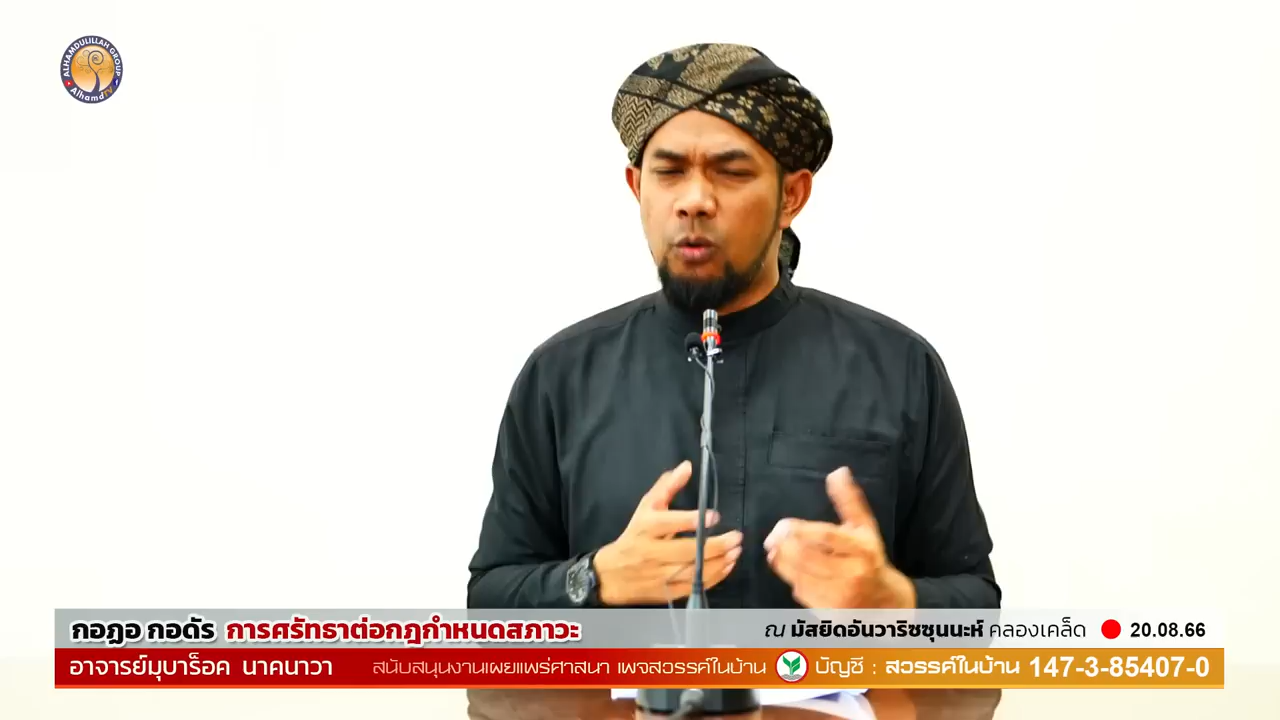 ALHAMDULILLAH GROUP
AlhamdTV
กอฎอ กอดัร การศรัทธาต่อกฎกำหนดสภาวะ ณ มัสยิดอันวาริซซุนนะห์ คลองเคล็ด 20.08.66
อาจารย์มุบาร็อค นาคนาวา สนับสนุนงานเผยแพร่ศาสนา เพจสวรรค์ในบ้าน บัญชี : สวรรค์ในบ้าน 147-3-85407-0